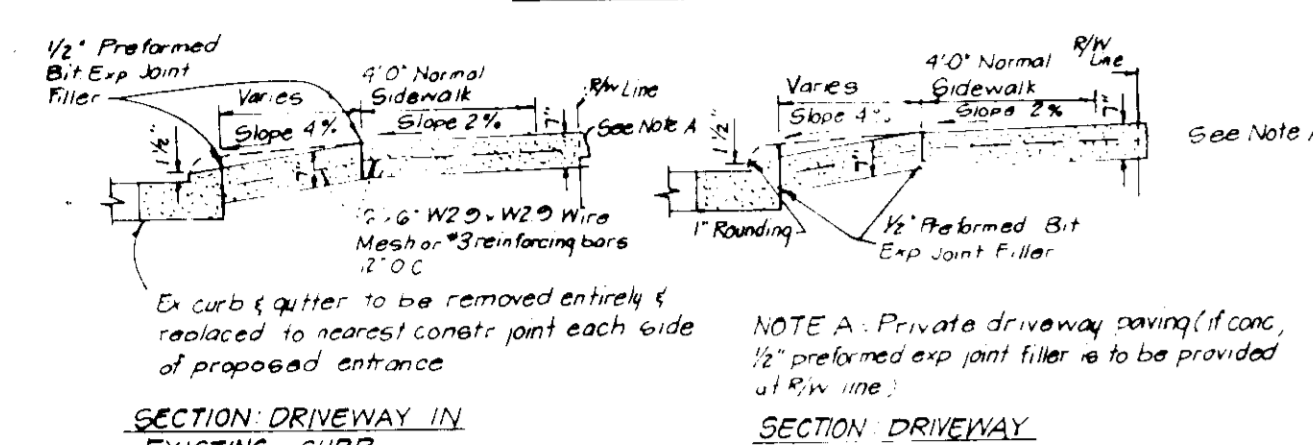 1/2" Preformed
Bit. Exp Joint
Filler
Varies
4'0" Normal
Sidewalk
R/W Line
Slope 4%
Slope 2%
7"
See Note A
1 1/2"
7"
6" W2.9 x W2.9 Wire
Mesh or #3 reinforcing bars
12" O C
Ex curb & gutter to be removed entirely &
replaced to nearest constr joint each side
of proposed entrance
SECTION: DRIVEWAY IN
EXISTING CURB
4'0" Normal
Sidewalk
R/W
Line
Varies
Slope 4%
Slope 2%
7"
See Note
1 1/2"
7"
1" Rounding
1/2" Preformed Bit
Exp Joint Filler
NOTE A: Private driveway paving (if conc,
1/2" preformed exp joint filler is to be provided
at R/W line)
SECTION: DRIVEWAY